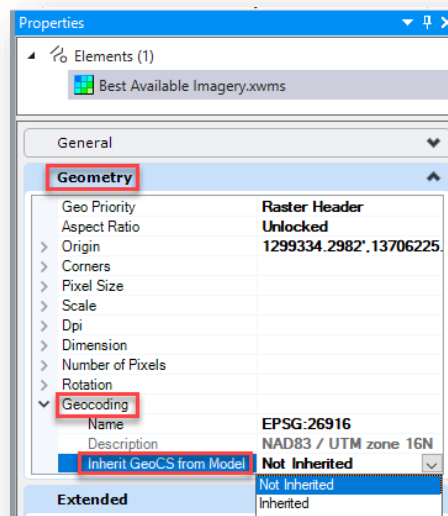 Properties
Elements (1)
Best Available Imagery.xwms
General
Geometry
Geo Priority Raster Header
Aspect Ratio Unlocked
Origin 1299334.2982',13706225.
Corners
Pixel Size
Scale
Dpi
Dimension
Number of Pixels
Rotation
Geocoding
Name EPSG:26916
Description NAD83 / UTM zone 16N
Inherit GeoCS from Model Not Inherited
Not Inherited
Inherited
Extended